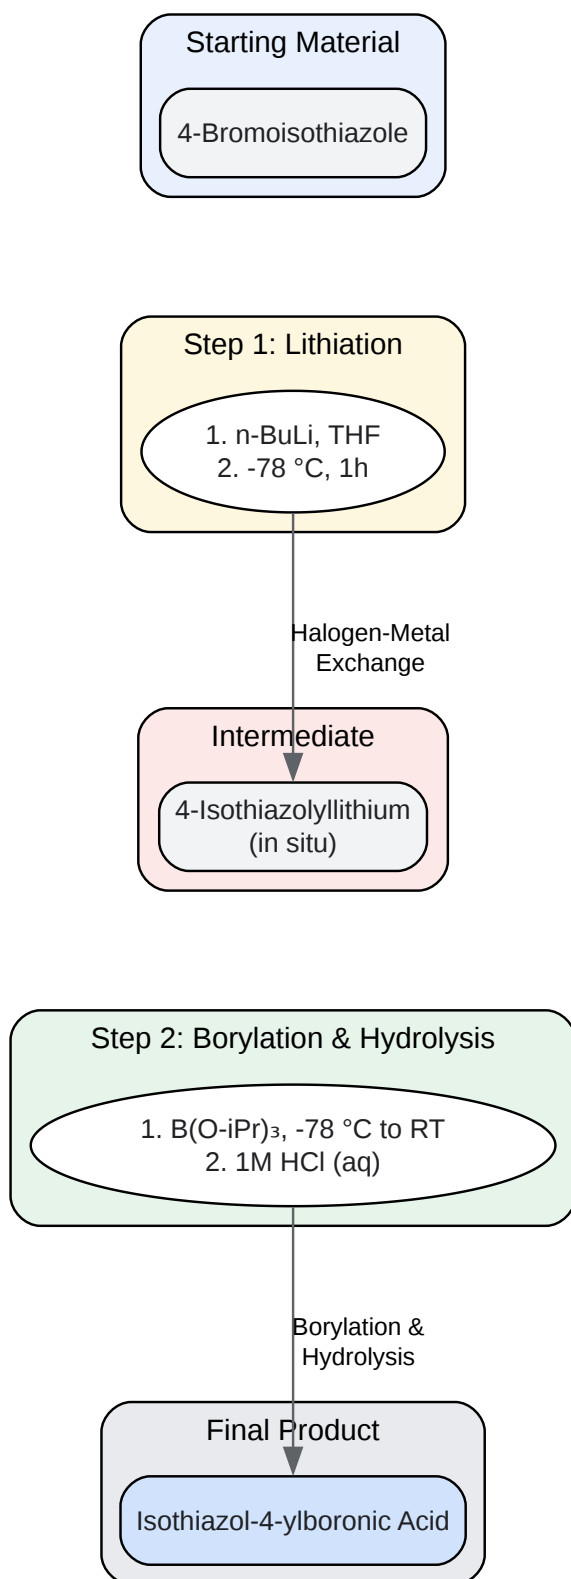 Starting Material
4-Bromoisothiazole
Step 1: Lithiation
1. n-BuLi, THF
2. -78 °C, 1h
Halogen-Metal
Exchange
Intermediate
4-Isothiazolyllithium
(in situ)
Step 2: Borylation & Hydrolysis
1. B(O-iPr)₃, -78 °C to RT
2. 1M HCl (aq)
Borylation &
Hydrolysis
Final Product
Isothiazol-4-ylboronic Acid